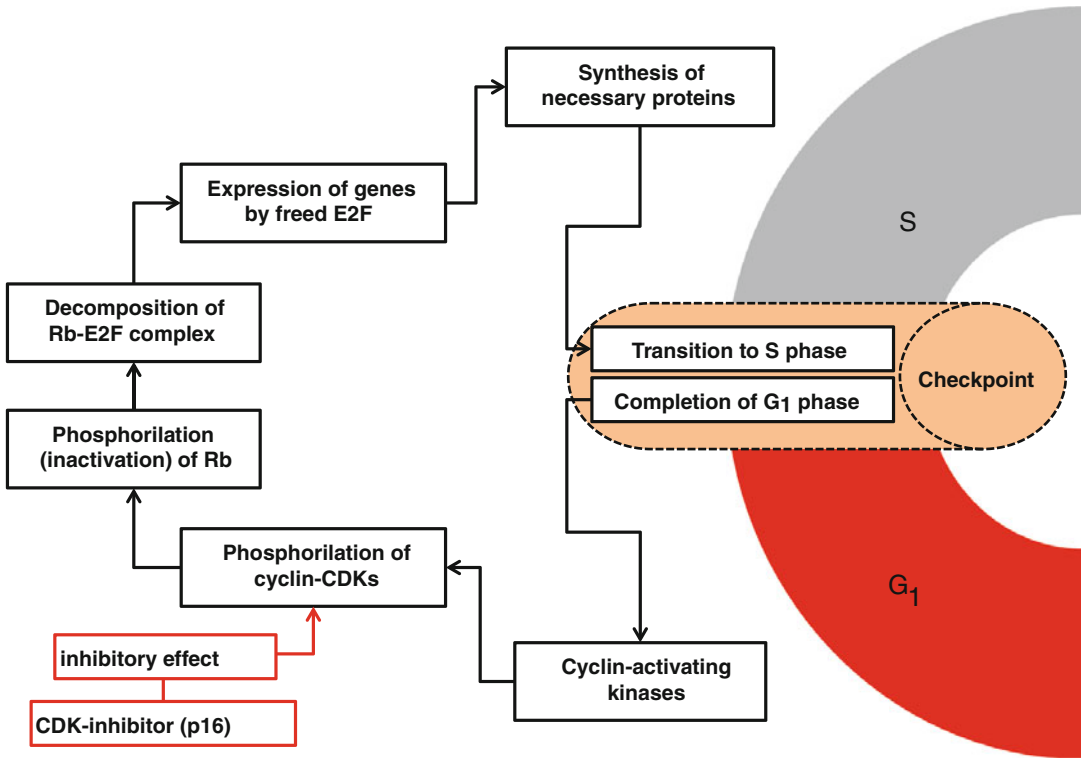 Synthesis of
necessary proteins
Expression of genes
by freed E2F
S
Decomposition of
Rb-E2F complex
Transition to S phase
Checkpoint
Completion of G1 phase
Phosphorilation
(inactivation) of Rb
Phosphorilation of
cyclin-CDKs
G1
inhibitory effect
Cyclin-activating
kinases
CDK-inhibitor (p16)